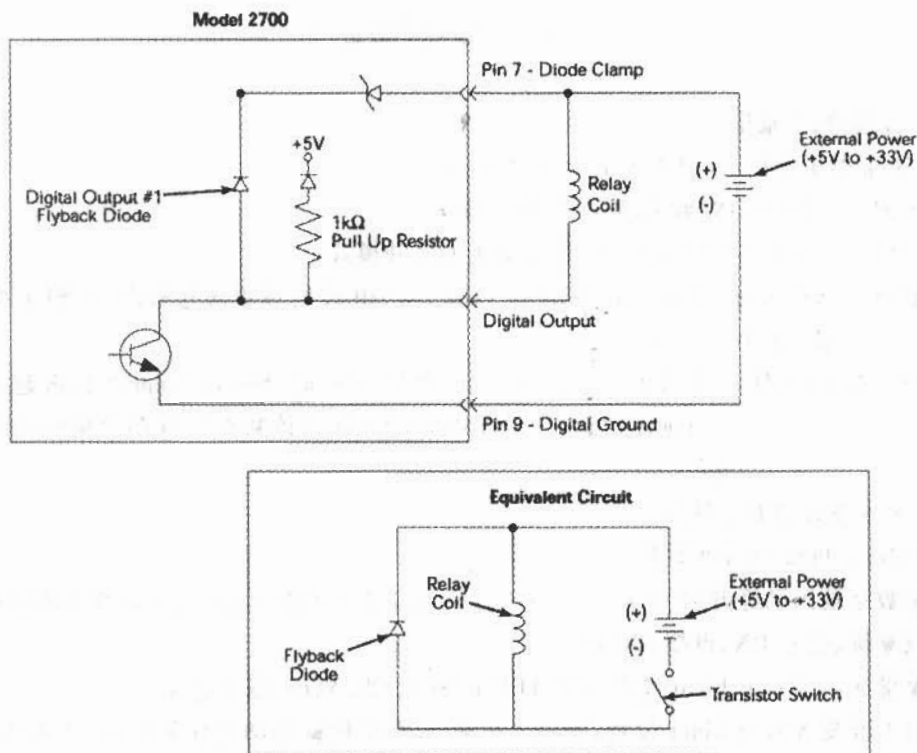 Model 2700
Pin 7 - Diode Clamp
+5V
External Power
(+5V to +33V)
(+)
(-)
Digital Output #1
Flyback Diode
Relay
Coil
1kΩ
Pull Up Resistor
Digital Output
Pin 9 - Digital Ground
Equivalent Circuit
Relay
Coil
External Power
(+5V to +33V)
(+)
(-)
Flyback
Diode
Transistor Switch